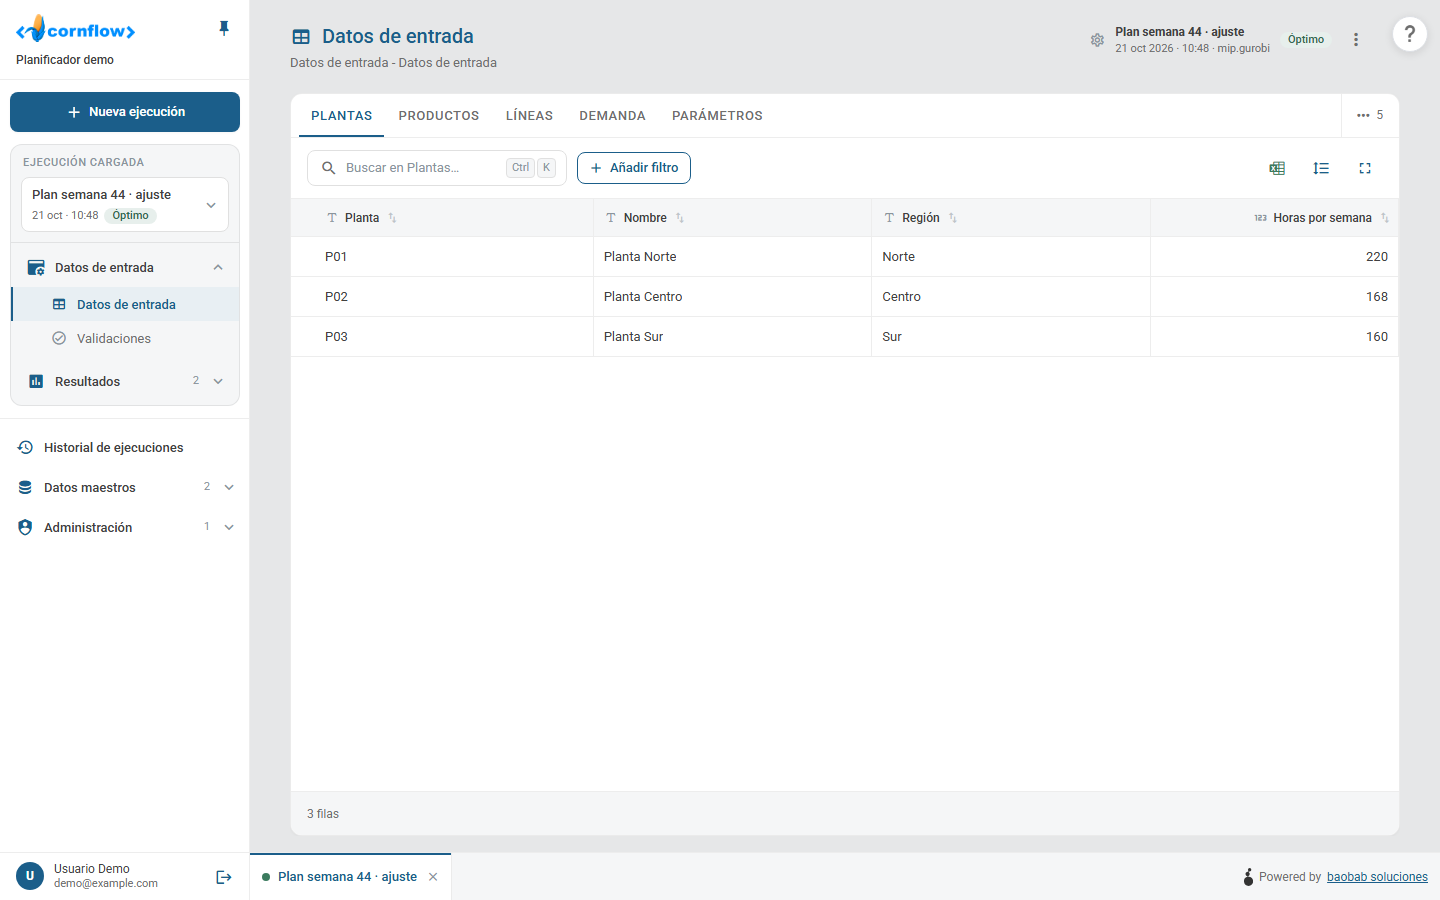 cornflow
Planificador demo
Nueva ejecución
EJECUCIÓN CARGADA
Plan semana 44 · ajuste
21 oct · 10:48 Óptimo
Datos de entrada
Datos de entrada
Validaciones
Resultados 2
Historial de ejecuciones
Datos maestros 2
Administración 1
U
Usuario Demo
demo@example.com
Datos de entrada
Datos de entrada - Datos de entrada
Plan semana 44 · ajuste
21 oct 2026 · 10:48 · mip.gurobi
Óptimo
?
PLANTAS PRODUCTOS LÍNEAS DEMANDA PARÁMETROS 5
Buscar en Plantas... Ctrl K Añadir filtro
T Planta T Nombre T Región 123 Horas por semana
P01 Planta Norte Norte 220
P02 Planta Centro Centro 168
P03 Planta Sur Sur 160
3 filas
Plan semana 44 · ajuste
Powered by baobab soluciones